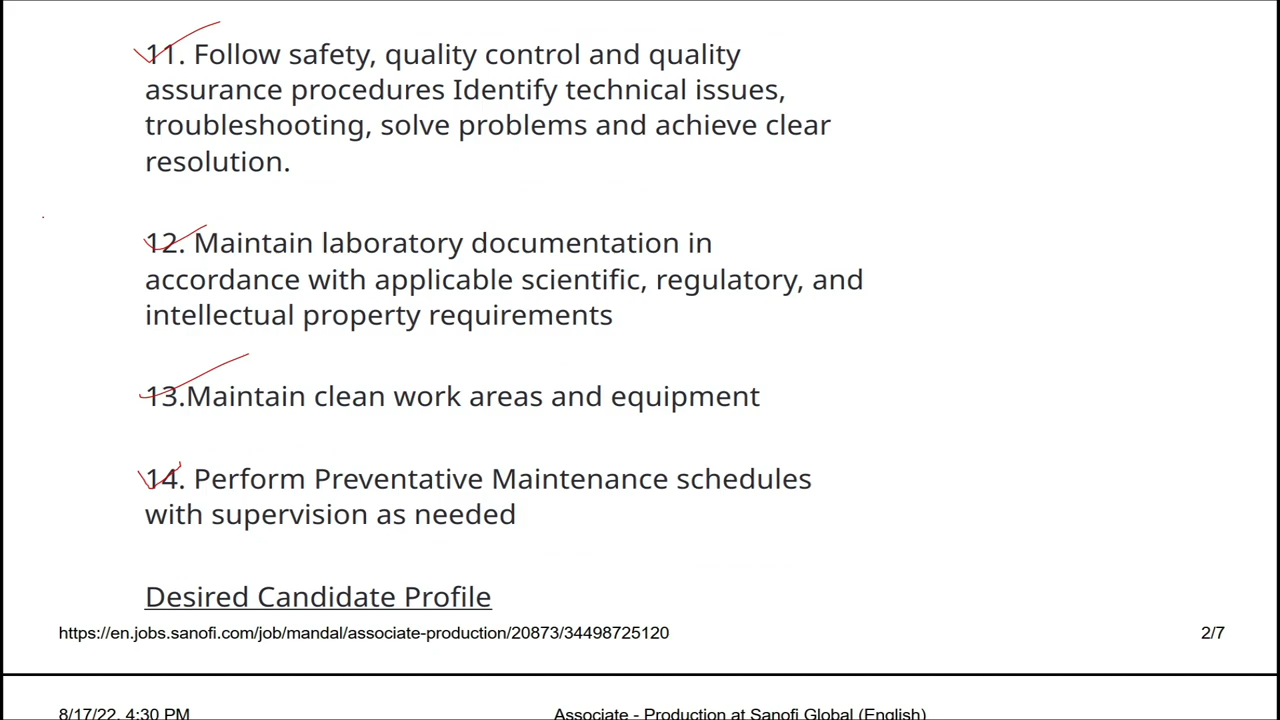 11. Follow safety, quality control and quality
assurance procedures Identify technical issues,
troubleshooting, solve problems and achieve clear
resolution.
12. Maintain laboratory documentation in
accordance with applicable scientific, regulatory, and
intellectual property requirements
13.Maintain clean work areas and equipment
14. Perform Preventative Maintenance schedules
with supervision as needed
Desired Candidate Profile
https://en.jobs.sanofi.com/job/mandal/associate-production/20873/34498725120 2/7
8/17/22, 4:30 PM Associate - Production at Sanofi Global (English)